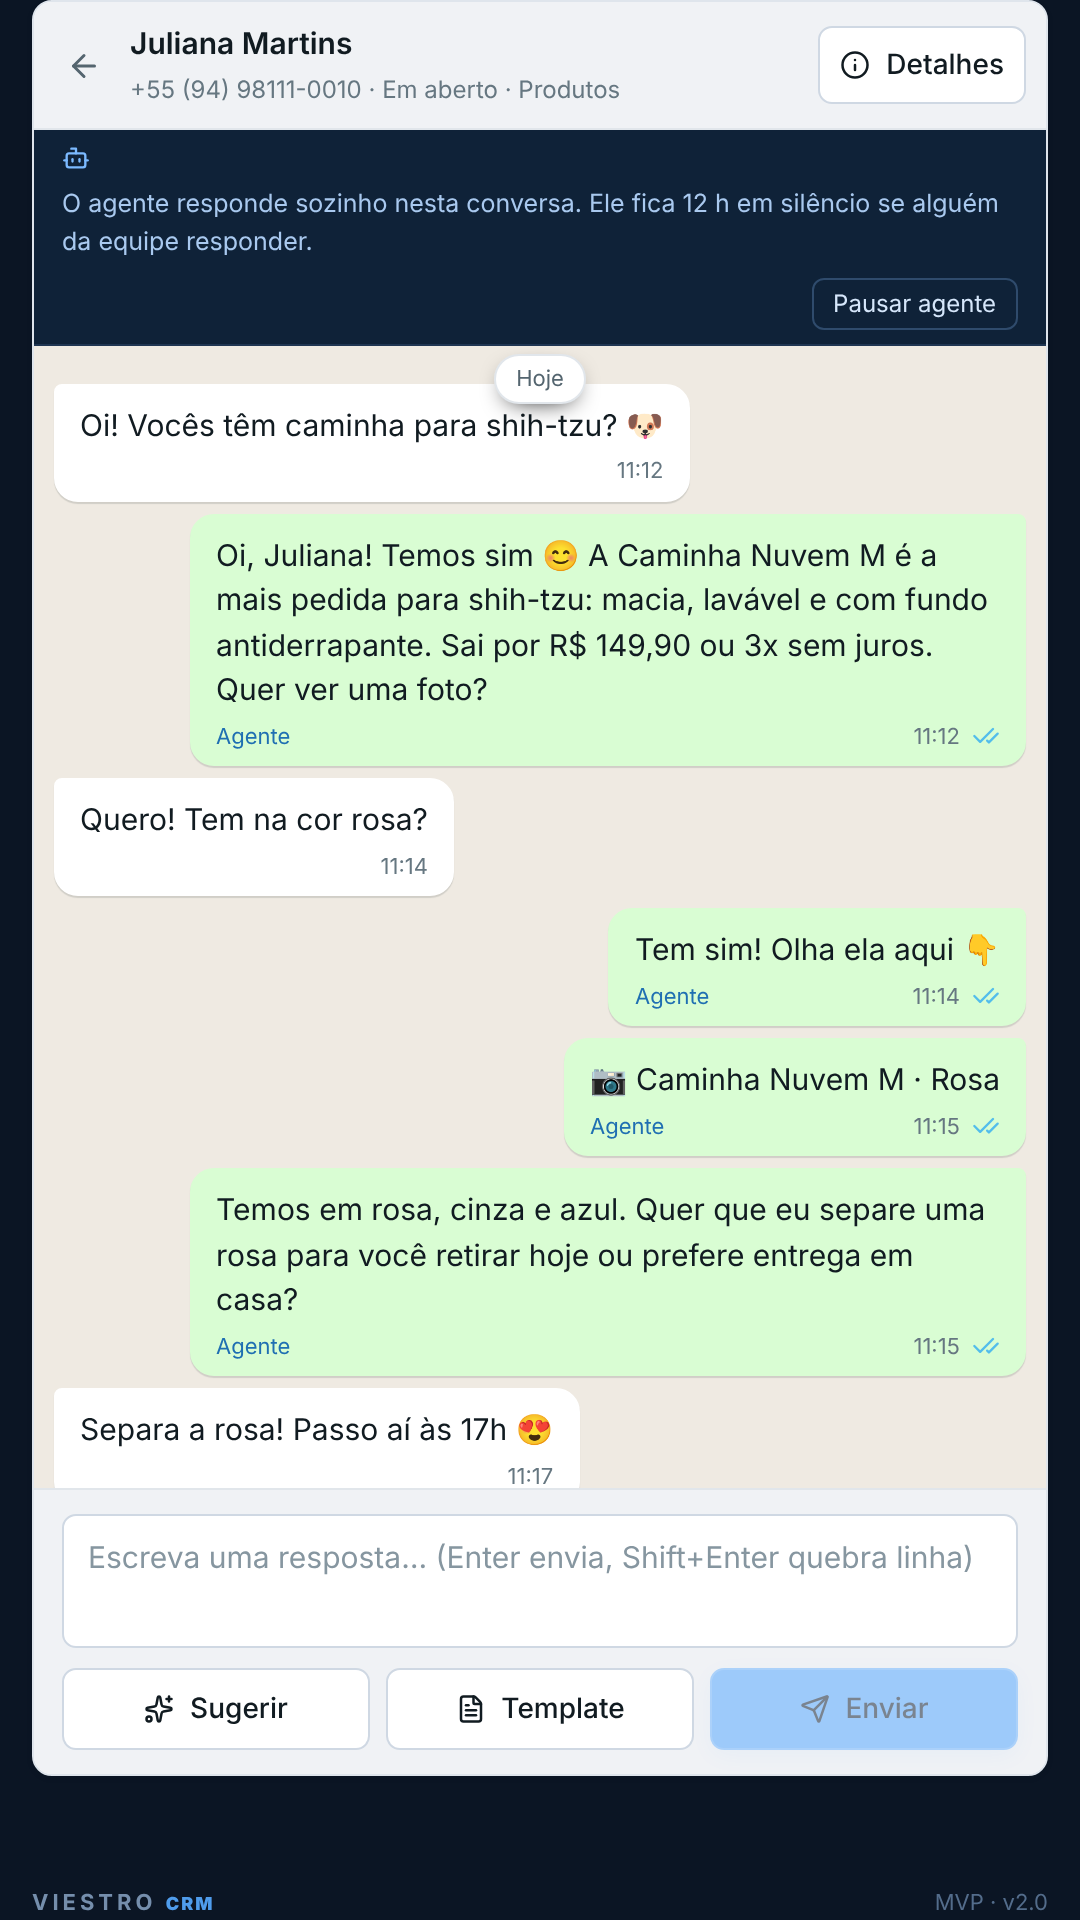 Juliana Martins
+55 (94) 98111-0010 · Em aberto · Produtos
Detalhes
O agente responde sozinho nesta conversa. Ele fica 12 h em silêncio se alguém
da equipe responder.
Pausar agente
Hoje
Oi! Vocês têm caminha para shih-tzu? 🐶
11:12
Oi, Juliana! Temos sim 😊 A Caminha Nuvem M é a
mais pedida para shih-tzu: macia, lavável e com fundo
antiderrapante. Sai por R$ 149,90 ou 3x sem juros.
Quer ver uma foto?
Agente 11:12
Quero! Tem na cor rosa?
11:14
Tem sim! Olha ela aqui 👇
Agente 11:14
📷 Caminha Nuvem M · Rosa
Agente 11:15
Temos em rosa, cinza e azul. Quer que eu separe uma
rosa para você retirar hoje ou prefere entrega em
casa?
Agente 11:15
Separa a rosa! Passo aí às 17h 😍
11:17
Escreva uma resposta... (Enter envia, Shift+Enter quebra linha)
Sugerir
Template
Enviar
VIESTRO CRM
MVP · v2.0